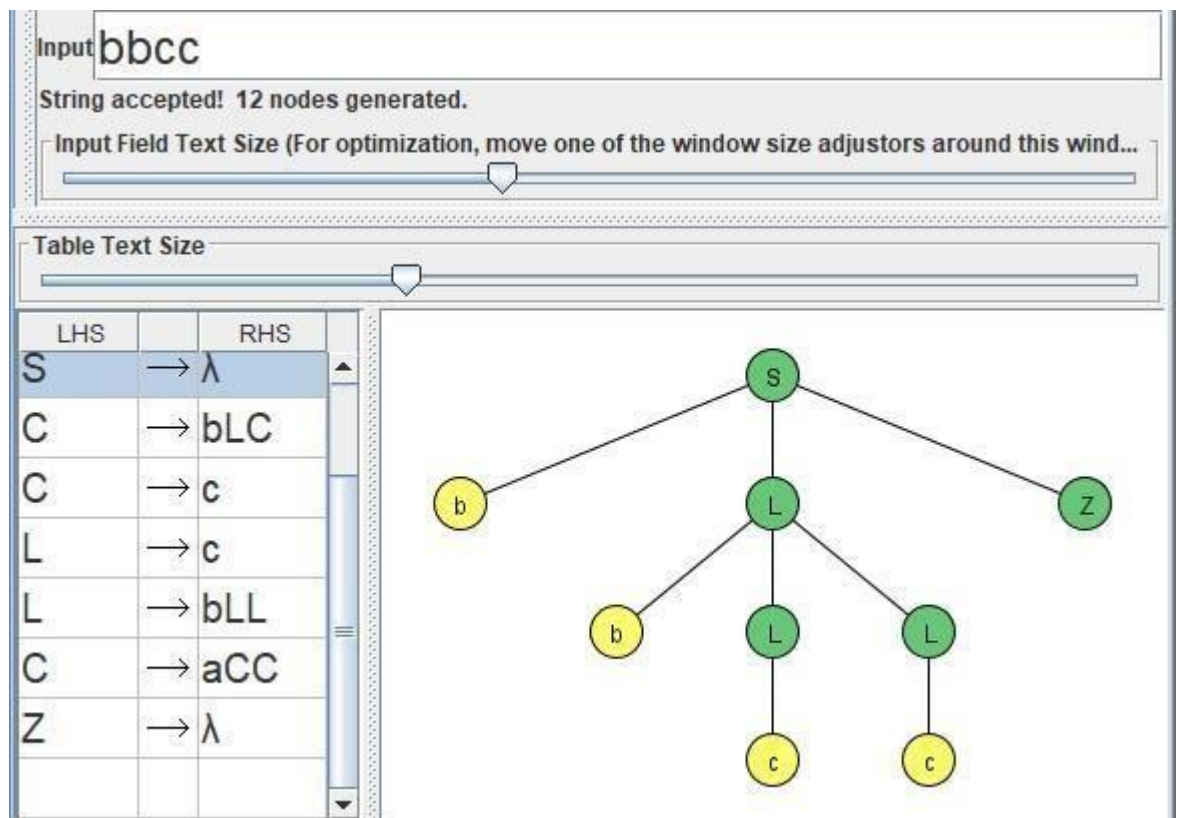 Input bbcc
String accepted! 12 nodes generated.
Input Field Text Size (For optimization, move one of the window size adjustors around this wind...
Table Text Size
LHS RHS
S → λ
C → bLC
C → c
L → c
L → bLL
C → aCC
Z → λ
S
b L Z
b L L
c c